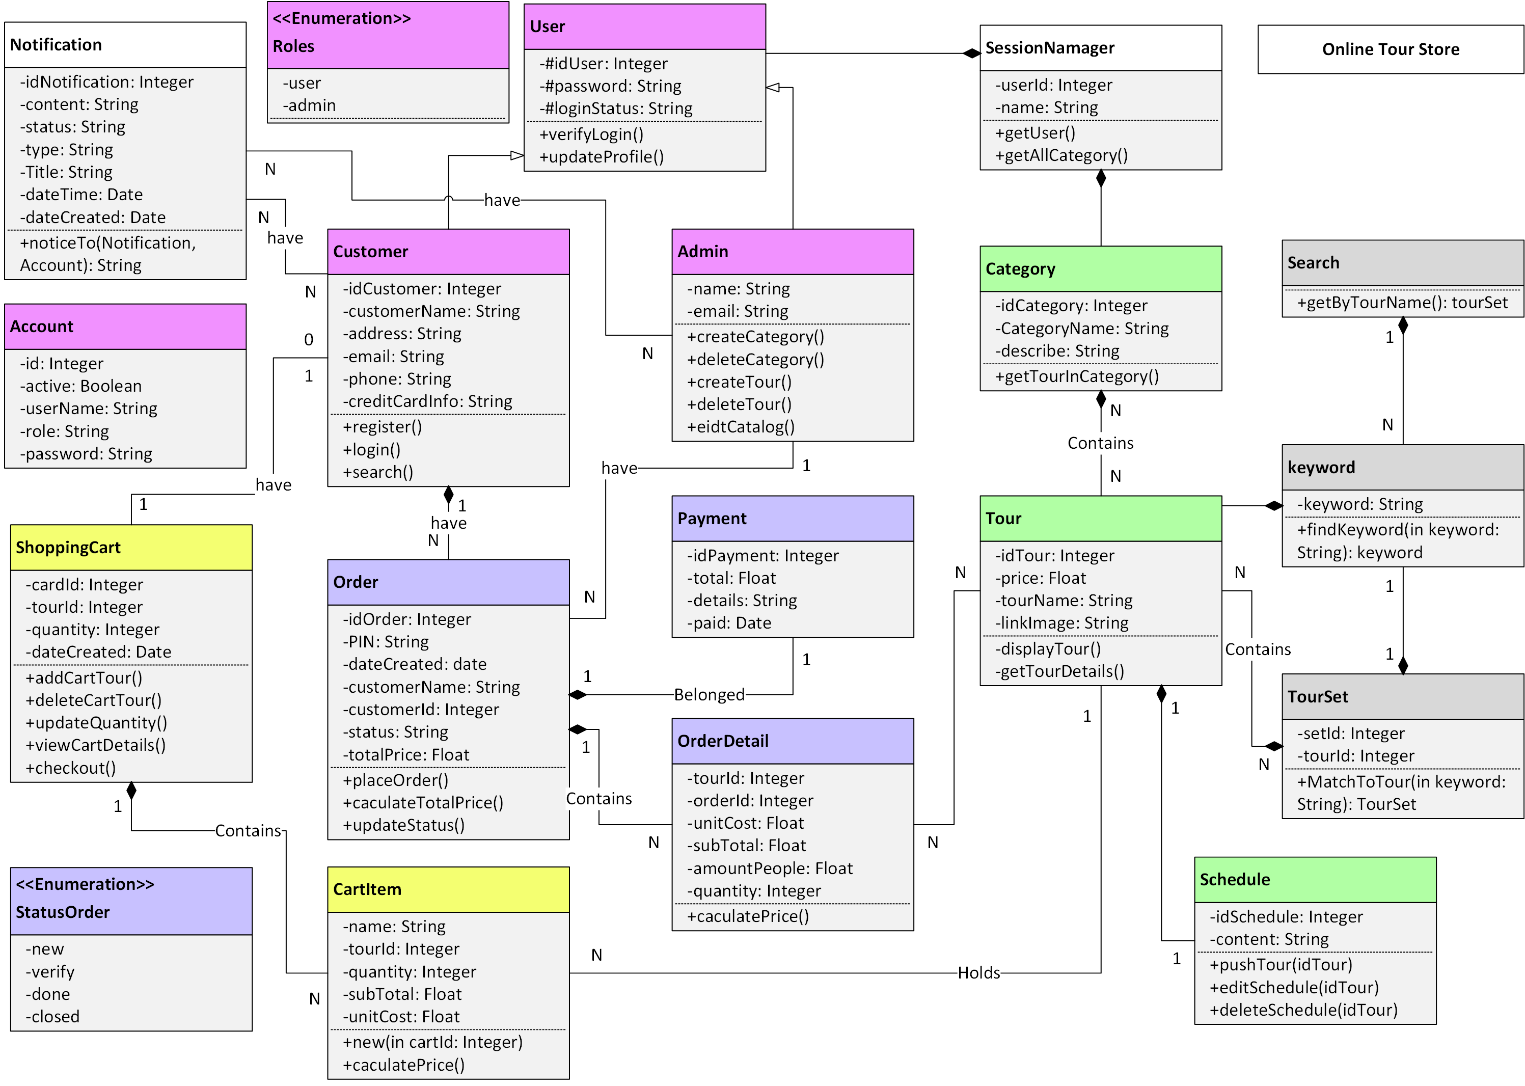 Online Tour Store
Notification
-idNotification: Integer
-content: String
-status: String
-type: String
-Title: String
-dateTime: Date
-dateCreated: Date
+noticeTo(Notification,
Account): String
<<Enumeration>>
Roles
-user
-admin
User
-#idUser: Integer
-#password: String
-#loginStatus: String
+verifyLogin()
+updateProfile()
SessionNamager
-userId: Integer
-name: String
+getUser()
+getAllCategory()
N
have
N
have
N
N
Account
-id: Integer
-active: Boolean
-userName: String
-role: String
-password: String
Customer
-idCustomer: Integer
-customerName: String
-address: String
-email: String
-phone: String
-creditCardInfo: String
+register()
+login()
+search()
0
1
have
1
Admin
-name: String
-email: String
+createCategory()
+deleteCategory()
+createTour()
+deleteTour()
+eidtCatalog()
1
have
N
Category
-idCategory: Integer
-CategoryName: String
-describe: String
+getTourInCategory()
N
Contains
N
Search
+getByTourName(): tourSet
1
N
keyword
-keyword: String
+findKeyword(in keyword:
String): keyword
1
1
ShoppingCart
-cardId: Integer
-tourId: Integer
-quantity: Integer
-dateCreated: Date
+addCartTour()
+deleteCartTour()
+updateQuantity()
+viewCartDetails()
+checkout()
1
Contains
N
1
have
N
Order
-idOrder: Integer
-PIN: String
-dateCreated: date
-customerName: String
-customerId: Integer
-status: String
-totalPrice: Float
+placeOrder()
+caculateTotalPrice()
+updateStatus()
Payment
-idPayment: Integer
-total: Float
-details: String
-paid: Date
1
Belonged
1
1
Contains
N
OrderDetail
-tourId: Integer
-orderId: Integer
-unitCost: Float
-subTotal: Float
-amountPeople: Float
-quantity: Integer
+caculatePrice()
N
N
Tour
-idTour: Integer
-price: Float
-tourName: String
-linkImage: String
-displayTour()
-getTourDetails()
N
Contains
N
TourSet
-setId: Integer
-tourId: Integer
+MatchToTour(in keyword:
String): TourSet
1
1
1
Schedule
-idSchedule: Integer
-content: String
+pushTour(idTour)
+editSchedule(idTour)
+deleteSchedule(idTour)
<<Enumeration>>
StatusOrder
-new
-verify
-done
-closed
CartItem
-name: String
-tourId: Integer
-quantity: Integer
-subTotal: Float
-unitCost: Float
+new(in cartId: Integer)
+caculatePrice()
N
Holds